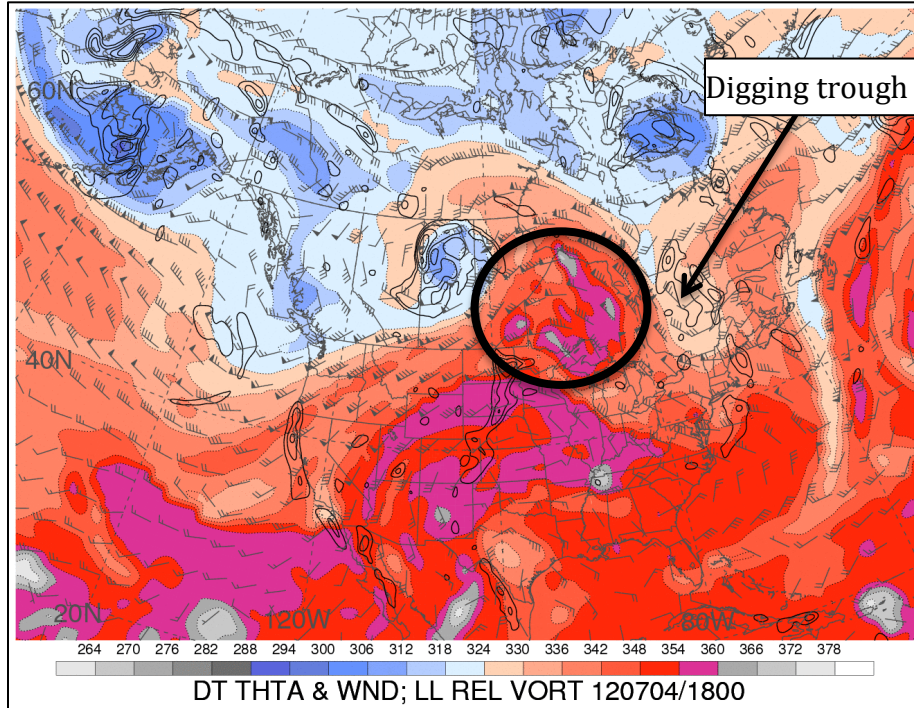 Digging trough
60N
40N
20N
120W
80W
264 270 276 282 288 294 300 306 312 318 324 330 336 342 348 354 360 366 372 378
DT THTA & WND; LL REL VORT 120704/1800